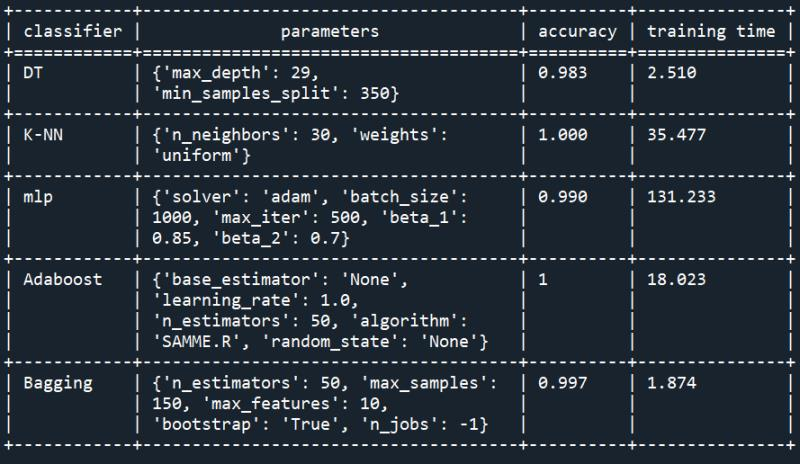 classifier parameters accuracy training time
DT {'max_depth': 29, 0.983 2.510
'min_samples_split': 350}
K-NN {'n_neighbors': 30, 'weights': 1.000 35.477
'uniform'}
mlp {'solver': 'adam', 'batch_size': 0.990 131.233
1000, 'max_iter': 500, 'beta_1':
0.85, 'beta_2': 0.7}
Adaboost {'base_estimator': 'None', 1 18.023
'learning_rate': 1.0,
'n_estimators': 50, 'algorithm':
'SAMME.R', 'random_state': 'None'}
Bagging {'n_estimators': 50, 'max_samples': 0.997 1.874
150, 'max_features': 10,
'bootstrap': 'True', 'n_jobs': -1}